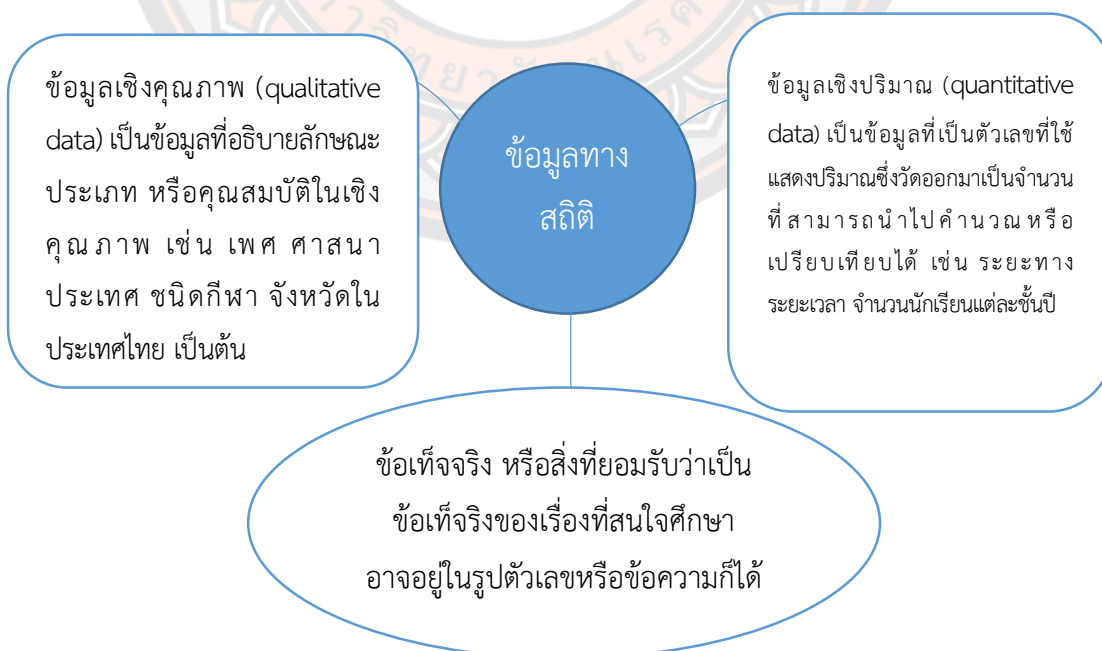 ข้อมูลเชิงคุณภาพ (qualitative
data) เป็นข้อมูลที่อธิบายลักษณะ
ประเภท หรือคุณสมบัติในเชิง
คุณภาพ เช่น เพศ ศาสนา
ประเทศ ชนิดกีฬา จังหวัดใน
ประเทศไทย เป็นต้น
ข้อมูลทาง
สถิติ
ข้อมูลเชิงปริมาณ (quantitative
data) เป็นข้อมูลที่เป็นตัวเลขที่ใช้
แสดงปริมาณซึ่งวัดออกมาเป็นจำนวน
ที่สามารถนำไปคำนวณหรือ
เปรียบเทียบได้ เช่น ระยะทาง
ระยะเวลา จำนวนนักเรียนแต่ละชั้นปี
ข้อเท็จจริง หรือสิ่งที่ยอมรับว่าเป็น
ข้อเท็จริงของเรื่องที่สนใจศึกษา
อาจอยู่ในรูปตัวเลขหรือข้อความก็ได้